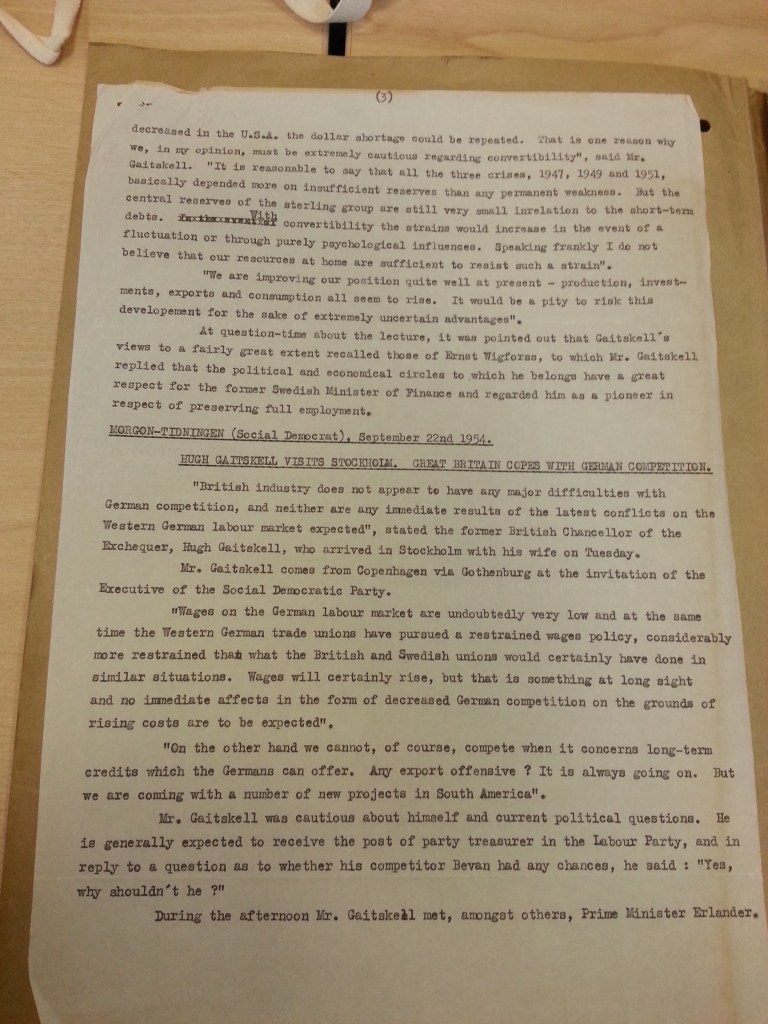 (3)
decreased in the U.S.A. the dollar shortage could be repeated. That is one reason why
we, in my opinion, must be extremely cautious regarding convertibility", said Mr.
Gaitskell. "It is reasonable to say that all the three crises, 1947, 1949 and 1951,
basically depended more on insufficient reserves than any permanent weakness. But the
central reserves of the sterling group are still very small inrelation to the short-term
debts. With convertibility the strains would increase in the event of a
fluctuation or through purely psychological influences. Speaking frankly I do not
believe that our resources at home are sufficient to resist such a strain".
"We are improving our position quite well at present - production, invest-
ments, exports and consumption all seem to rise. It would be a pity to risk this
developement for the sake of extremely uncertain advantages".
At question-time about the lecture, it was pointed out that Gaitskell's
views to a fairly great extent recalled those of Ernst Wigforss, to which Mr. Gaitskell
replied that the political and economical circles to which he belongs have a great
respect for the former Swedish Minister of Finance and regarded him as a pioneer in
respect of preserving full employment.
MORGON-TIDNINGEN (Social Democrat), September 22nd 1954.
HUGH GAITSKELL VISITS STOCKHOLM. GREAT BRITAIN COPES WITH GERMAN COMPETITION.
"British industry does not appear to have any major difficulties with
German competition, and neither are any immediate results of the latest conflicts on the
Western German labour market expected", stated the former British Chancellor of the
Exchequer, Hugh Gaitskell, who arrived in Stockholm with his wife on Tuesday.
Mr. Gaitskell comes from Copenhagen via Gothenburg at the invitation of the
Executive of the Social Democratic Party.
"Wages on the German labour market are undoubtedly very low and at the same
time the Western German trade unions have pursued a restrained wages policy, considerably
more restrained than what the British and Swedish unions would certainly have done in
similar situations. Wages will certainly rise, but that is something at long sight
and no immediate affects in the form of decreased German competition on the grounds of
rising costs are to be expected".
"On the other hand we cannot, of course, compete when it concerns long-term
credits which the Germans can offer. Any export offensive ? It is always going on. But
we are coming with a number of new projects in South America".
Mr. Gaitskell was cautious about himself and current political questions. He
is generally expected to receive the post of party treasurer in the Labour Party, and in
reply to a question as to whether his competitor Bevan had any chances, he said : "Yes,
why shouldn't he ?"
During the afternoon Mr. Gaitskell met, amongst others, Prime Minister Erlander.